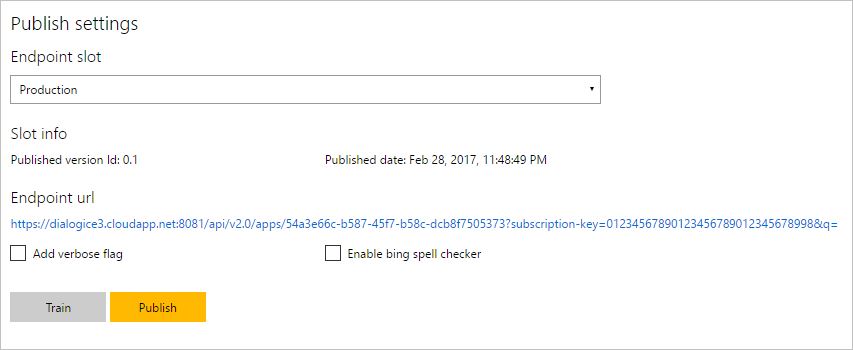 Publish settings
Endpoint slot
Production
Slot info
Published version Id: 0.1 Published date: Feb 28, 2017, 11:48:49 PM
Endpoint url
https://dialogice3.cloudapp.net:8081/api/v2.0/apps/54a3e66c-b587-45f7-b58c-dcb8f7505373?subscription-key=01234567890123456789012345678998&q=
Add verbose flag Enable bing spell checker
Train Publish